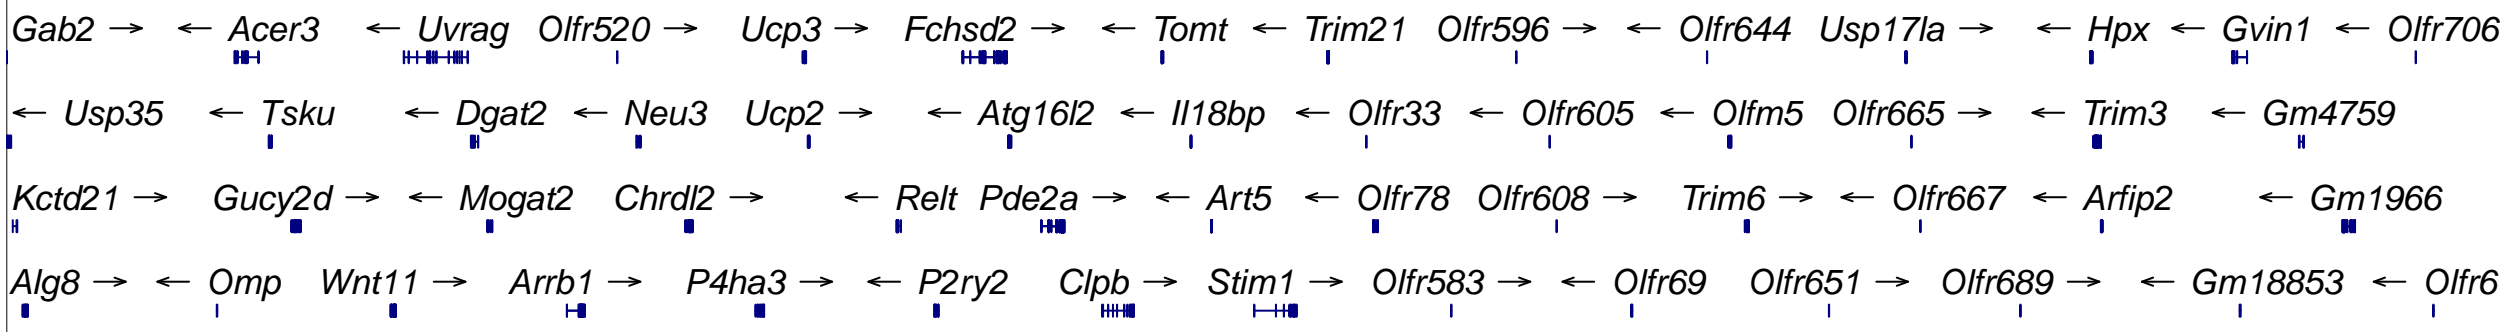 Gab2 → ← Acer3 ← Uvrag Olfr520 → Ucp3 → Fchsd2 → ← Tomt ← Trim21 Olfr596 → ← Olfr644 Usp17la → ← Hpx ← Gvin1 ← Olfr706
← Usp35 ← Tsku ← Dgat2 ← Neu3 Ucp2 → ← Atg16l2 ← Il18bp ← Olfr33 ← Olfr605 ← Olfm5 Olfr665 → ← Trim3 ← Gm4759
Kctd21 → Gucy2d → ← Mogat2 Chrdl2 → ← Relt Pde2a → ← Art5 ← Olfr78 Olfr608 → Trim6 → ← Olfr667 ← Arfip2 ← Gm1966
Alg8 → ← Omp Wnt11 → Arrb1 → P4ha3 → ← P2ry2 Clpb → Stim1 → Olfr583 → ← Olfr69 Olfr651 → Olfr689 → ← Gm18853 ← Olfr6